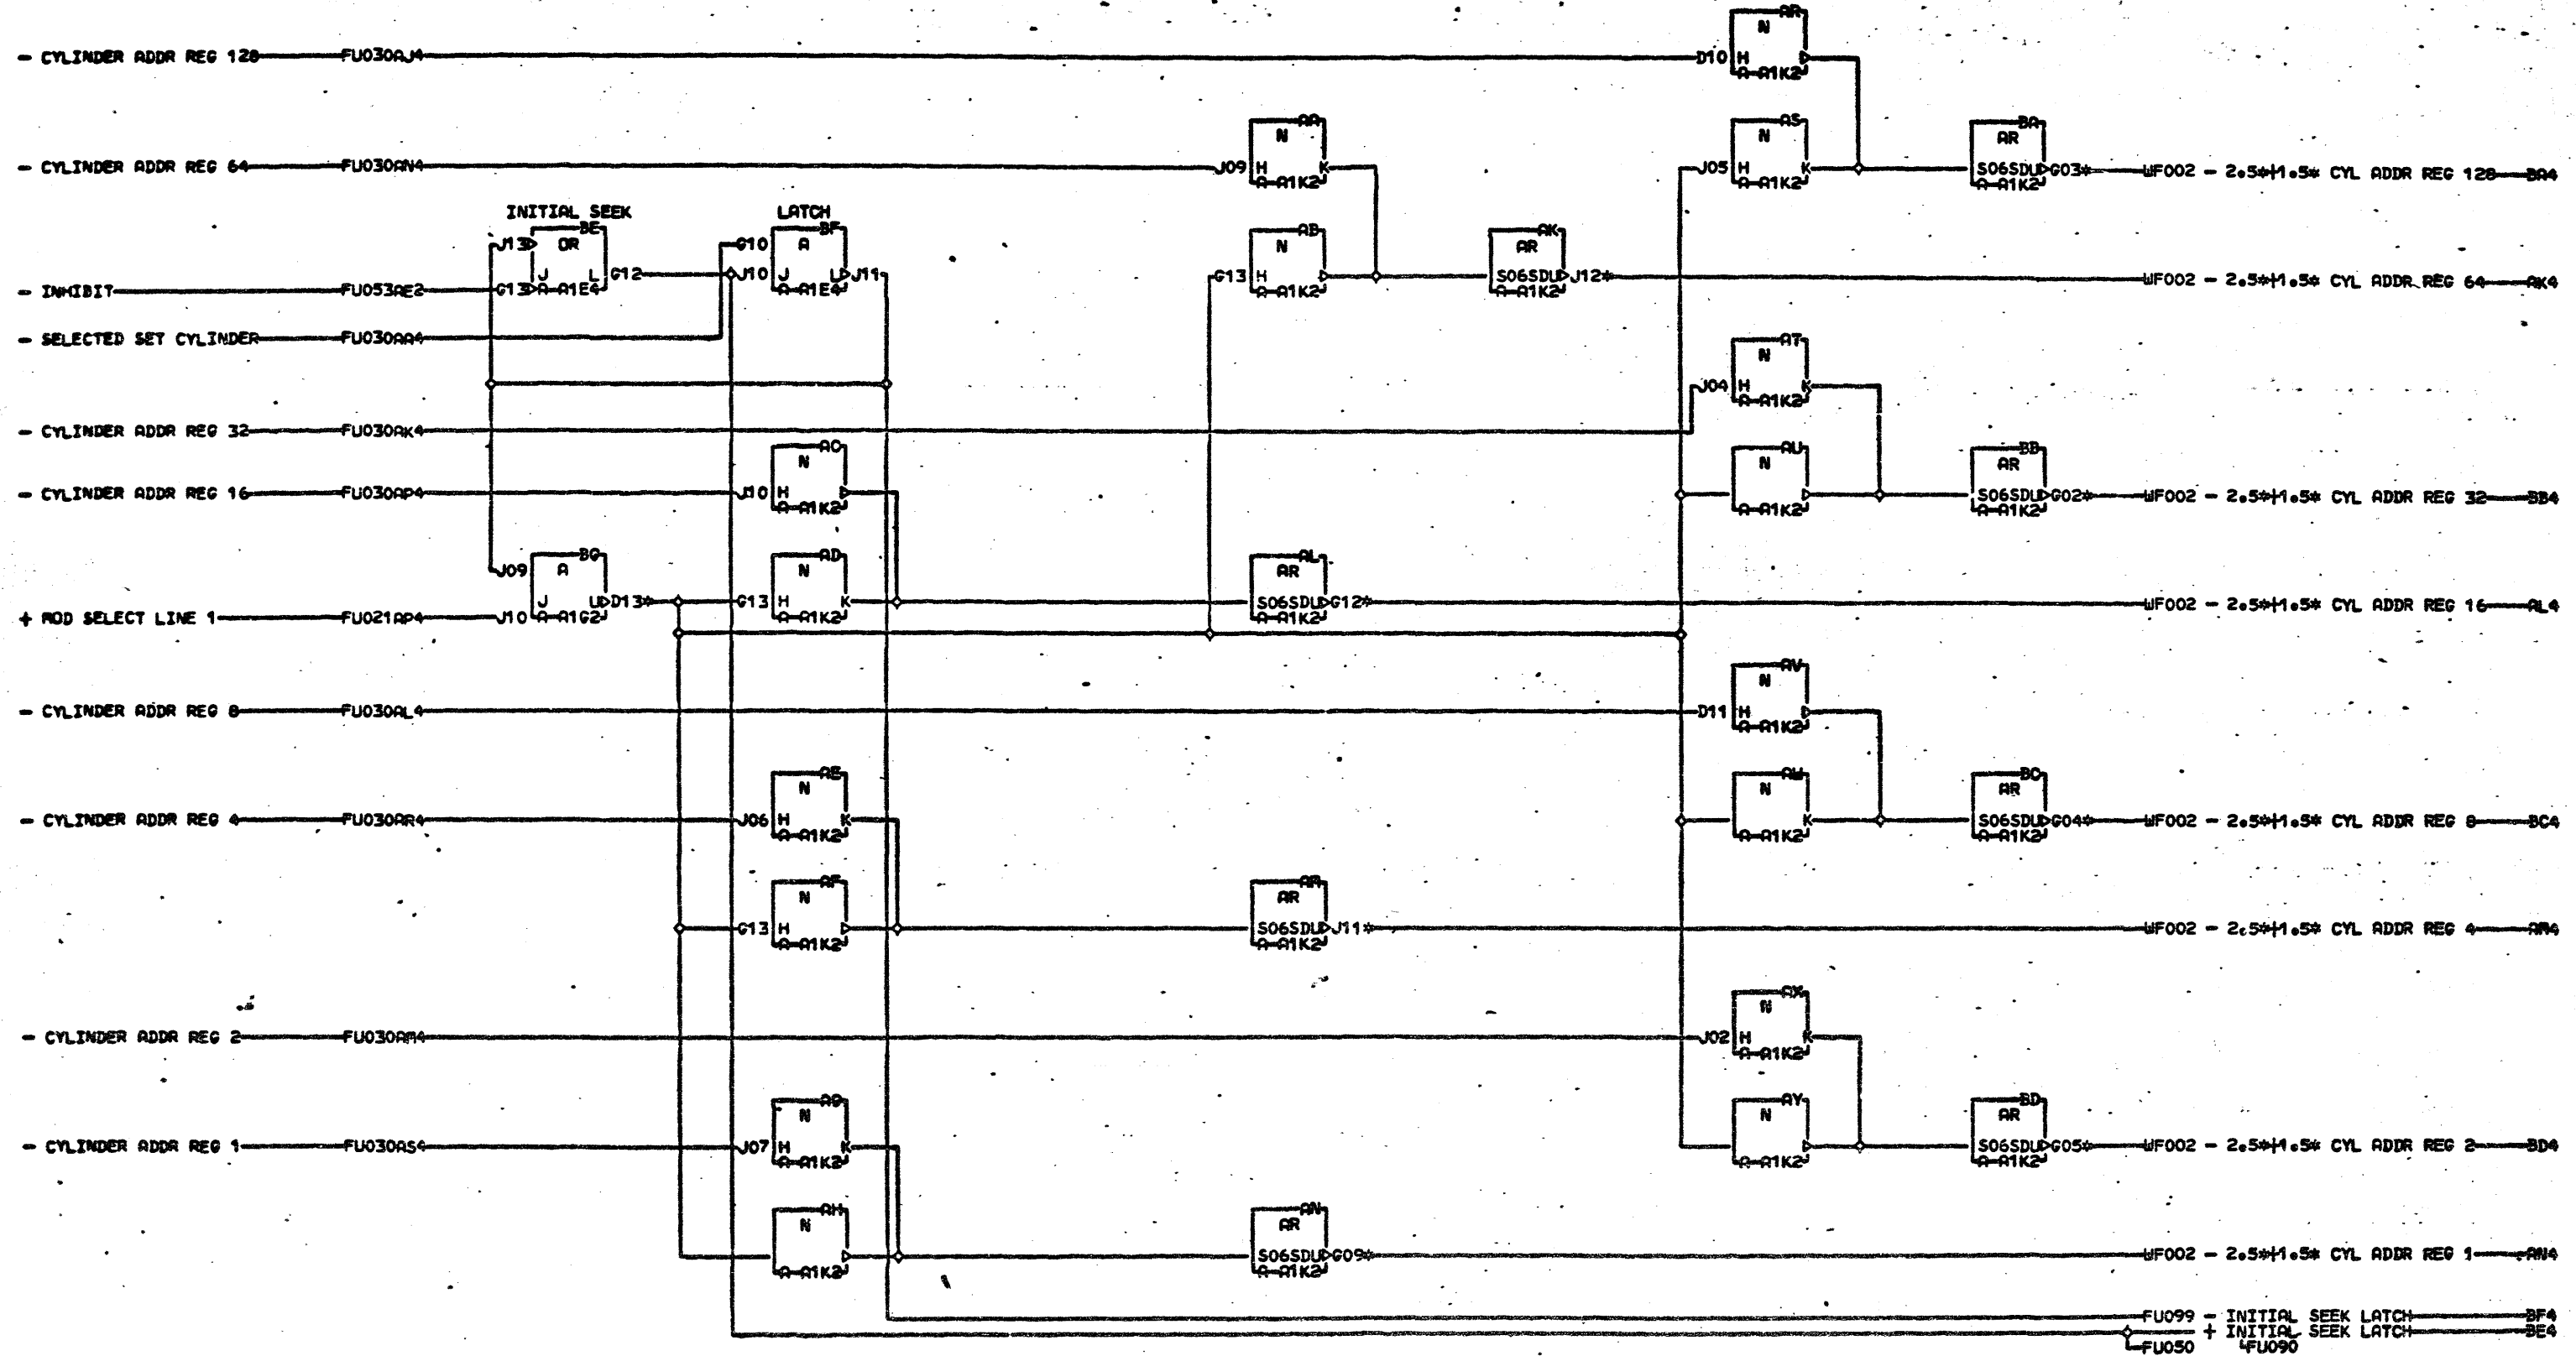 AR
N
- CYLINDER ADDR REG 128 FU030AJ4 D10 H
A-A1K2
AA
N
AS
N
BA
AR
- CYLINDER ADDR REG 64 FU030AN4 J09 H K J05 H K S06SDU G03* WF002 - 2.5*+1.5* CYL ADDR REG 128 BA4
A-A1K2 A-A1K2 A-A1K2
INITIAL SEEK LATCH
BE BF AB AK
J13 OR G10 A N AR
J L G12 J10 J U J11 G13 H S06SDU J12* WF002 - 2.5*+1.5* CYL ADDR REG 64 AK4
- INHIBIT FU053AE2 G13 A-A1E4 A-A1E4 A-A1K2 A-A1K2
- SELECTED SET CYLINDER FU030AA4
AT
N
J04 H K
A-A1K2
- CYLINDER ADDR REG 32 FU030AK4
AC AU BB
N N AR
- CYLINDER ADDR REG 16 FU030AP4 J10 H S06SDU G02* WF002 - 2.5*+1.5* CYL ADDR REG 32 BB4
A-A1K2 A-A1K2 A-A1K2
BG AD AL
J09 A N AR
J U D13* G13 H K S06SDU G12* WF002 - 2.5*+1.5* CYL ADDR REG 16 AL4
+ MOD SELECT LINE 1 FU021AP4 J10 A-A1G2 A-A1K2 A-A1K2
AV
N
- CYLINDER ADDR REG 8 FU030AL4 D11 H
A-A1K2
AE AW BC
N N AR
- CYLINDER ADDR REG 4 FU030AR4 J06 H K K S06SDU G04* WF002 - 2.5*+1.5* CYL ADDR REG 8 BC4
A-A1K2 A-A1K2 A-A1K2
AF AM
N AR
G13 H S06SDU J11* WF002 - 2.5*+1.5* CYL ADDR REG 4 AM4
A-A1K2 A-A1K2
AX
N
- CYLINDER ADDR REG 2 FU030AM4 J02 H K
A-A1K2
AG AY BD
N N AR
- CYLINDER ADDR REG 1 FU030AS4 J07 H K S06SDU G05* WF002 - 2.5*+1.5* CYL ADDR REG 2 BD4
A-A1K2 A-A1K2 A-A1K2
AH AN
N AR
S06SDU G09* WF002 - 2.5*+1.5* CYL ADDR REG 1 AN4
A-A1K2 A-A1K2
FU099 - INITIAL SEEK LATCH BF4
+ INITIAL SEEK LATCH BE4
FU050 FU090